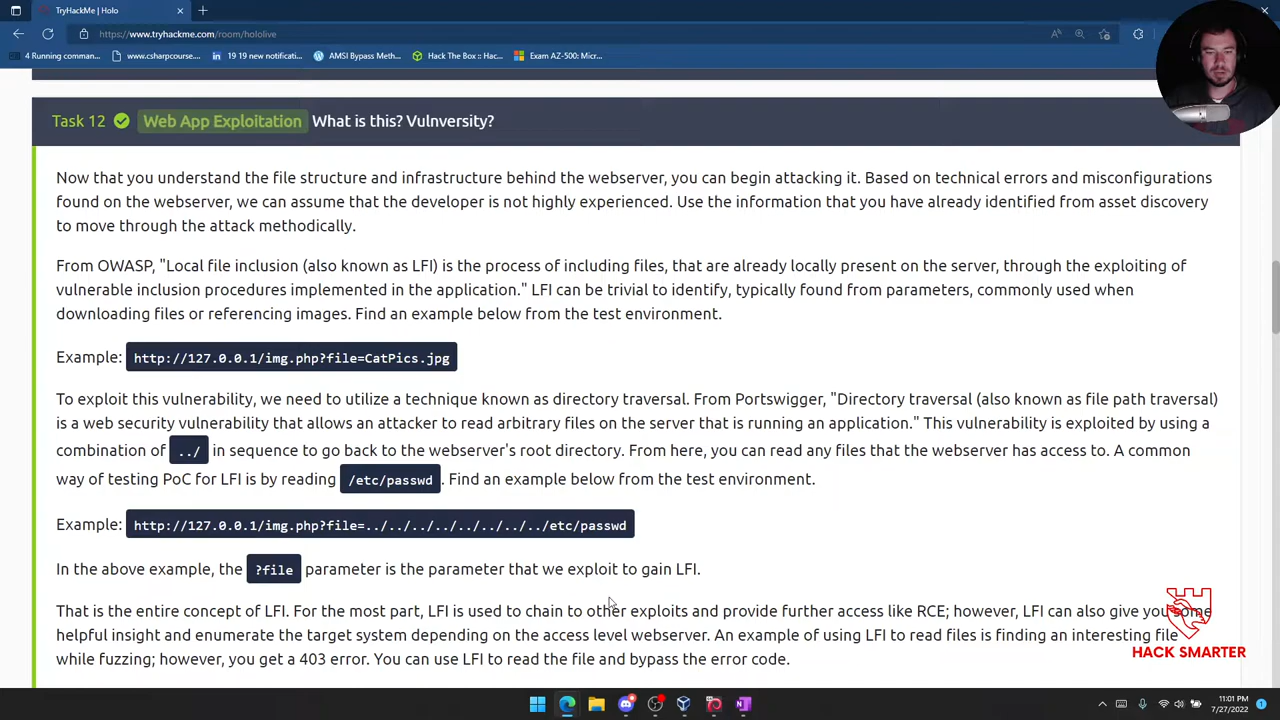 TryHackMe | Holo
https://www.tryhackme.com/room/hololive
4 Running comman...
www.csharpcourse....
19 19 new notificati...
AMSI Bypass Meth...
Hack The Box :: Hac...
Exam AZ-500: Micr...
Task 12 Web App Exploitation What is this? Vulnversity?
Now that you understand the file structure and infrastructure behind the webserver, you can begin attacking it. Based on technical errors and misconfigurations
found on the webserver, we can assume that the developer is not highly experienced. Use the information that you have already identified from asset discovery
to move through the attack methodically.
From OWASP, "Local file inclusion (also known as LFI) is the process of including files, that are already locally present on the server, through the exploiting of
vulnerable inclusion procedures implemented in the application." LFI can be trivial to identify, typically found from parameters, commonly used when
downloading files or referencing images. Find an example below from the test environment.
Example: http://127.0.0.1/img.php?file=CatPics.jpg
To exploit this vulnerability, we need to utilize a technique known as directory traversal. From Portswigger, "Directory traversal (also known as file path traversal)
is a web security vulnerability that allows an attacker to read arbitrary files on the server that is running an application." This vulnerability is exploited by using a
combination of ../ in sequence to go back to the webserver's root directory. From here, you can read any files that the webserver has access to. A common
way of testing PoC for LFI is by reading /etc/passwd . Find an example below from the test environment.
Example: http://127.0.0.1/img.php?file=../../../../../../../../etc/passwd
In the above example, the ?file parameter is the parameter that we exploit to gain LFI.
That is the entire concept of LFI. For the most part, LFI is used to chain to other exploits and provide further access like RCE; however, LFI can also give you some
helpful insight and enumerate the target system depending on the access level webserver. An example of using LFI to read files is finding an interesting file
while fuzzing; however, you get a 403 error. You can use LFI to read the file and bypass the error code.
HACK SMARTER
11:01 PM
7/27/2022